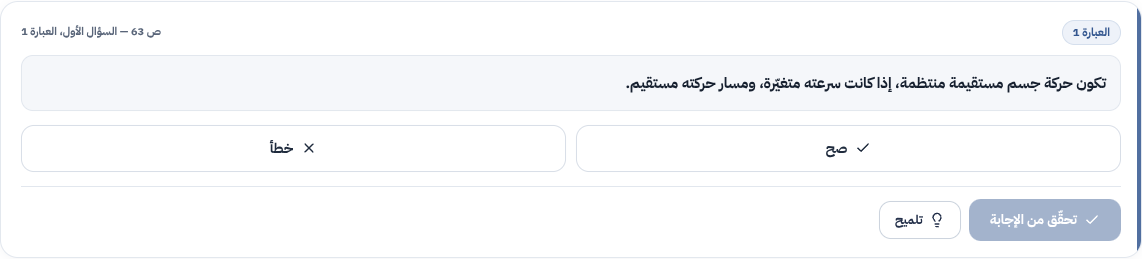 العبارة 1
ص 63 — السؤال الأول، العبارة 1
تكون حركة جسم مستقيمة منتظمة، إذا كانت سرعته متغيّرة، ومسار حركته مستقيم.
صح
خطأ
تحقّق من الإجابة
تلميح